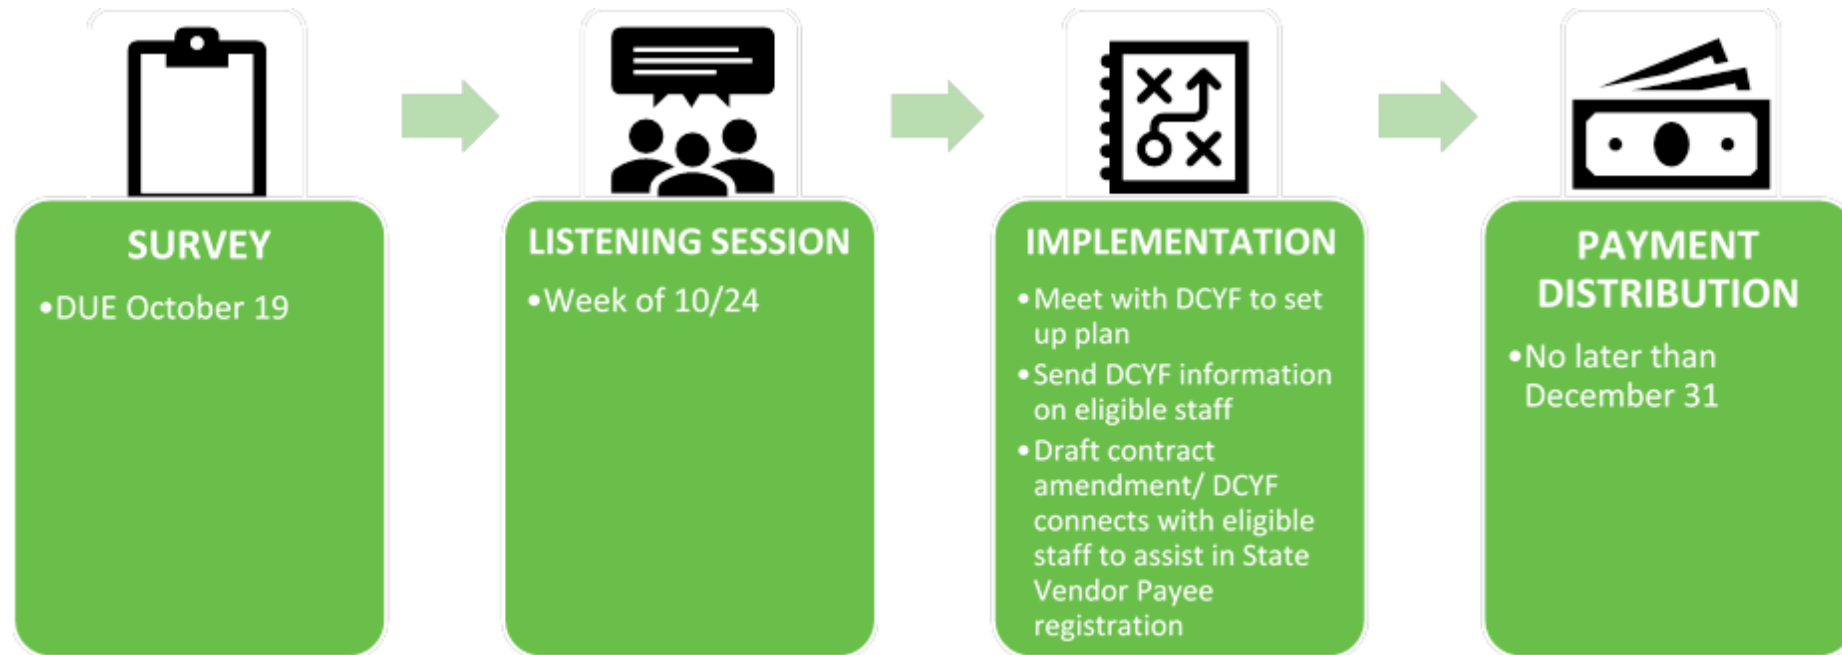 SURVEY
•DUE October 19
LISTENING SESSION
•Week of 10/24
IMPLEMENTATION
•Meet with DCYF to set
up plan
•Send DCYF information
on eligible staff
•Draft contract
amendment/ DCYF
connects with eligible
staff to assist in State
Vendor Payee
registration
PAYMENT
DISTRIBUTION
•No later than
December 31